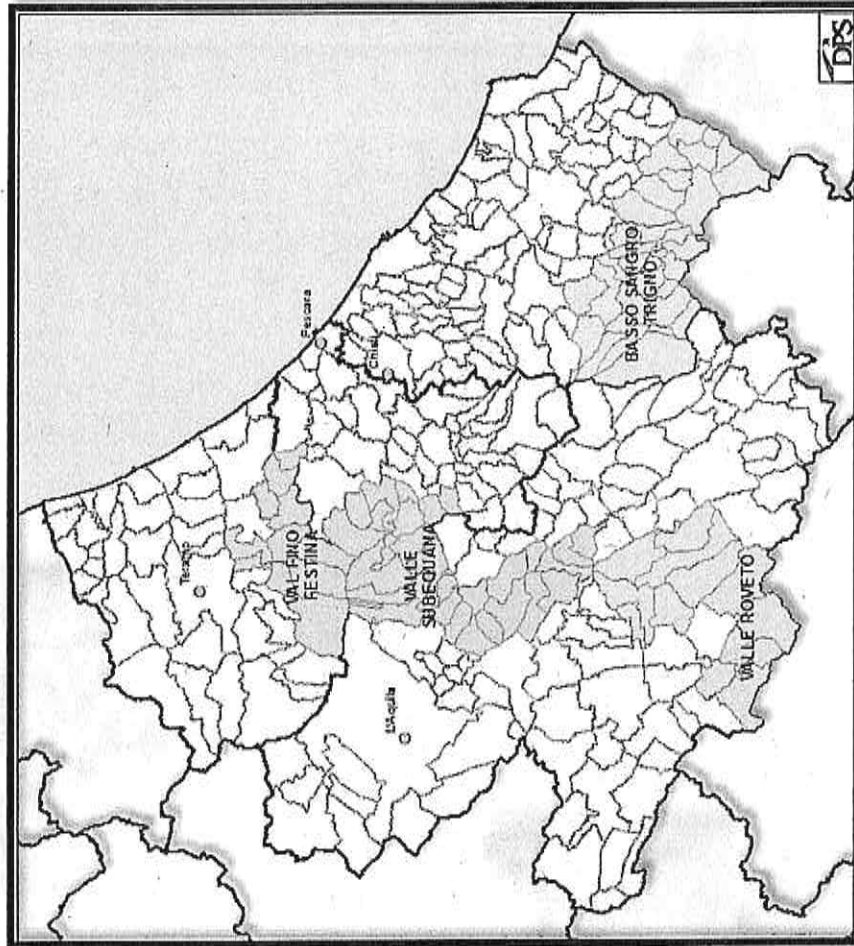 Teramo
Pescara
Chieti
L'Aquila
VAL FINO
VESTINA
VALLE
SUBEQUANA
BASSO SANGRO
TRIGNO
VALLE ROVETO
DPS